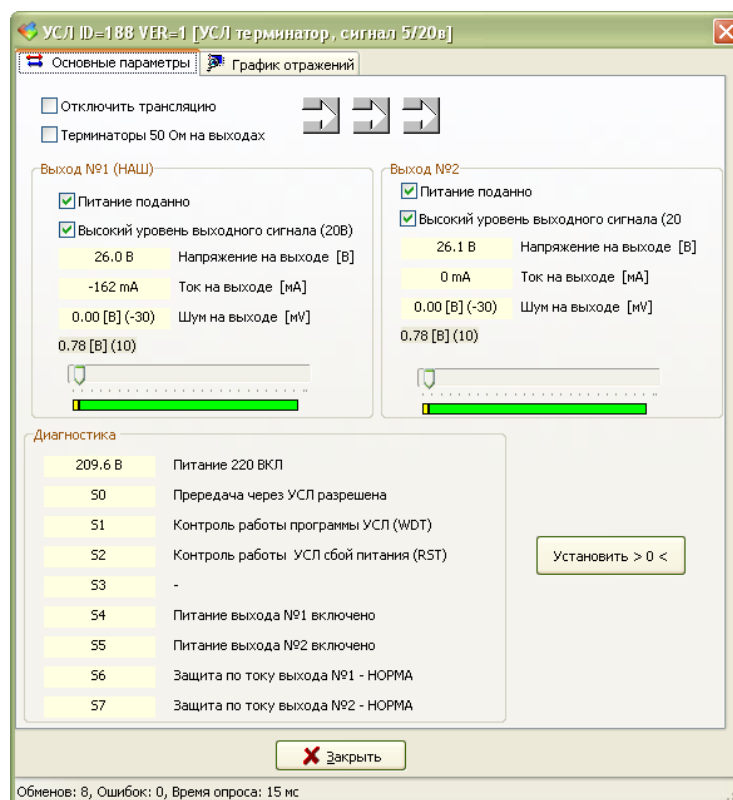 УСЛ ID=188 VER=1 [УСЛ терминатор, сигнал 5/20в]
Основные параметры График отражений
Отключить трансляцию
Терминаторы 50 Ом на выходах
Выход №1 (НАШ)
Питание поданно
Высокий уровень выходного сигнала (20В)
26.0 В Напряжение на выходе [В]
-162 mA Ток на выходе [мА]
0.00 [В] (-30) Шум на выходе [мV]
0.78 [В] (10)
Выход №2
Питание поданно
Высокий уровень выходного сигнала (20
26.1 В Напряжение на выходе [В]
0 mA Ток на выходе [мА]
0.00 [В] (-30) Шум на выходе [мV]
0.78 [В] (10)
Диагностика
209.6 В Питание 220 ВКЛ
S0 Прередача через УСЛ разрешена
S1 Контроль работы программы УСЛ (WDT)
S2 Контроль работы УСЛ сбой питания (RST)
S3 -
S4 Питание выхода №1 включено
S5 Питание выхода №2 включено
S6 Защита по току выхода №1 - НОРМА
S7 Защита по току выхода №2 - НОРМА
Установить > 0 <
Закрыть
Обменов: 8, Ошибок: 0, Время опроса: 15 мс